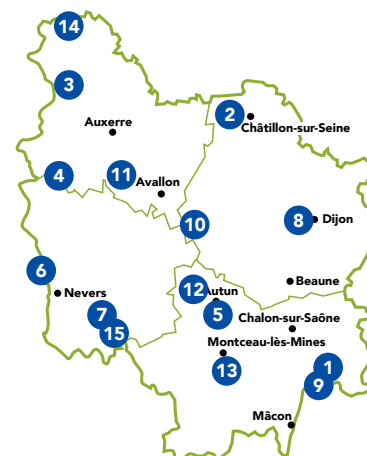 14
3
2
Auxerre
Châtillon-sur-Seine
4
11
Avallon
10
8
Dijon
6
Nevers
Beaune
12
Autun
7
5
Chalon-sur-Saône
15
Montceau-lès-Mines
13
1
9
Mâcon